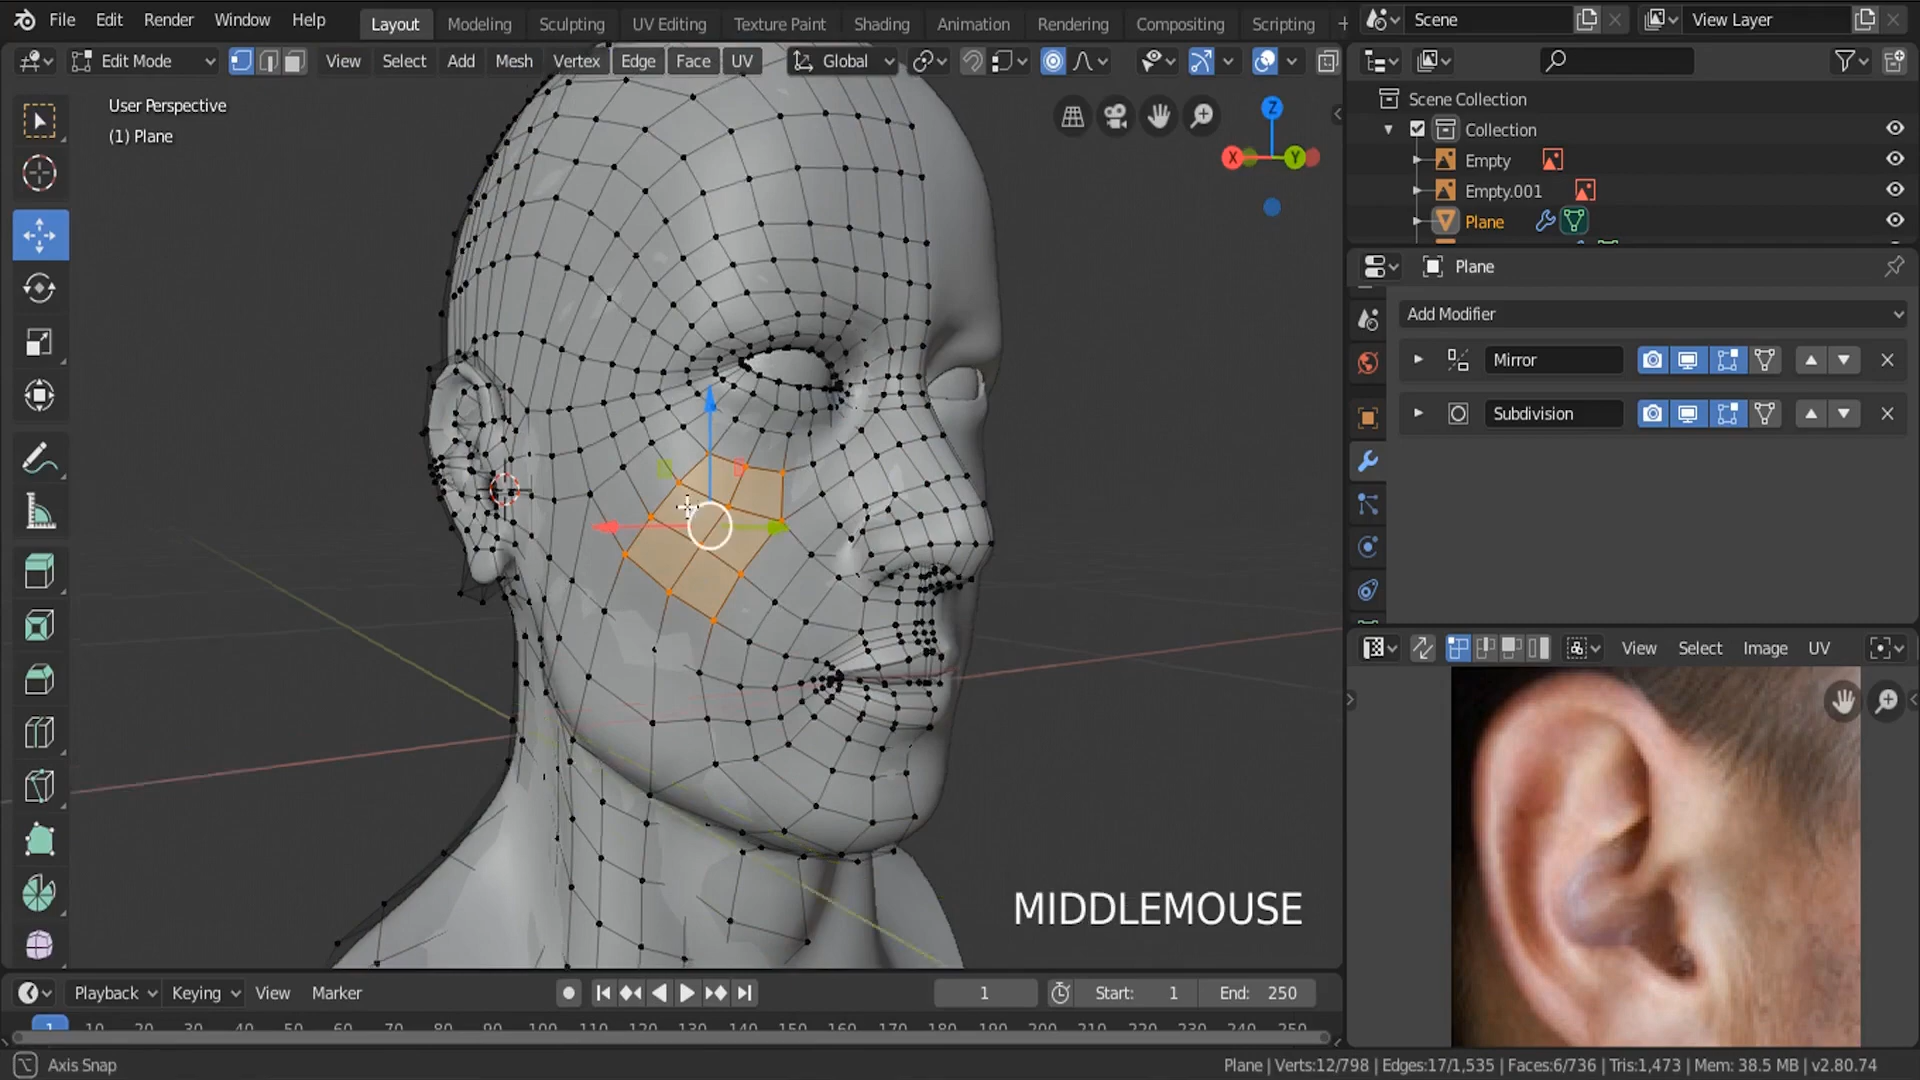 File Edit Render Window Help Layout Modeling Sculpting UV Editing Texture Paint Shading Animation Rendering Compositing Scripting + Scene View Layer
Edit Mode View Select Add Mesh Vertex Edge Face UV Global
User Perspective
(1) Plane
Z
X Y
Scene Collection
Collection
Empty
Empty.001
Plane
Plane
Add Modifier
Mirror
Subdivision
View Select Image UV
MIDDLEMOUSE
Playback Keying View Marker 1 Start: 1 End: 250
1 10 20 30 40 50 60 70 80 90 100 110 120 130 140 150 160 170 180 190 200 210 220 230 240 250
Axis Snap Plane | Verts:12/798 | Edges:17/1,535 | Faces:6/736 | Tris:1,473 | Mem: 38.5 MB | v2.80.74